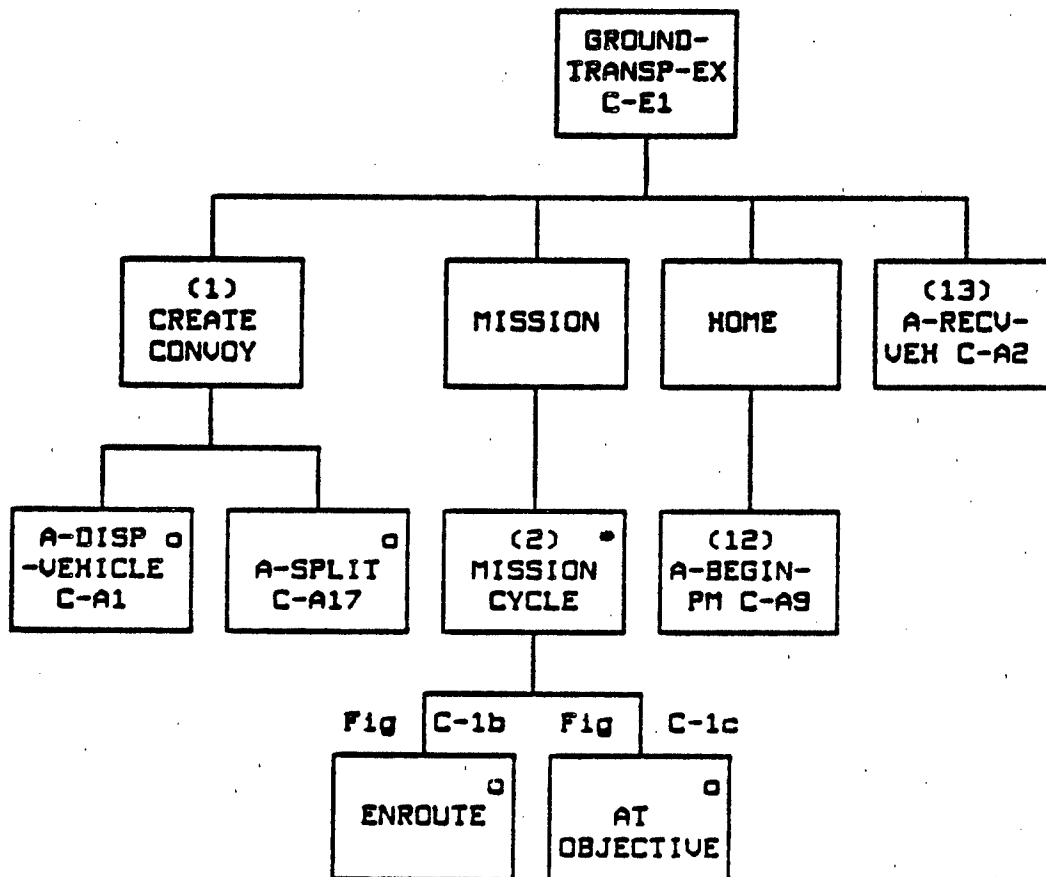 GROUND-
TRANSP-EX
C-E1
(1)
CREATE
CONVOY
MISSION
HOME
(13)
A-RECV-
VEH C-A2
A-DISP
-VEHICLE
C-A1
A-SPLIT
C-A17
(2) *
MISSION
CYCLE
(12)
A-BEGIN-
PM C-A9
Fig C-1b
Fig C-1c
ENROUTE
AT
OBJECTIVE